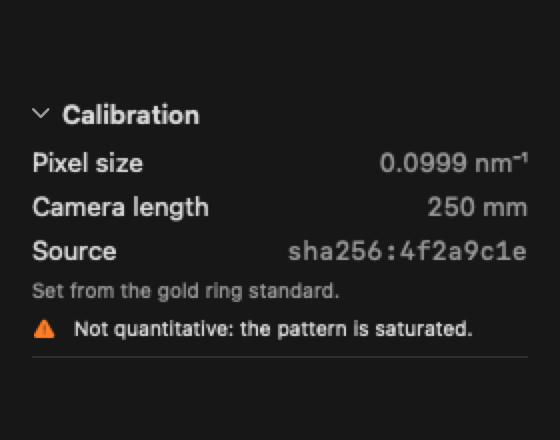 Calibration
Pixel size 0.0999 nm⁻¹
Camera length 250 mm
Source sha256:4f2a9c1e
Set from the gold ring standard.
Not quantitative: the pattern is saturated.